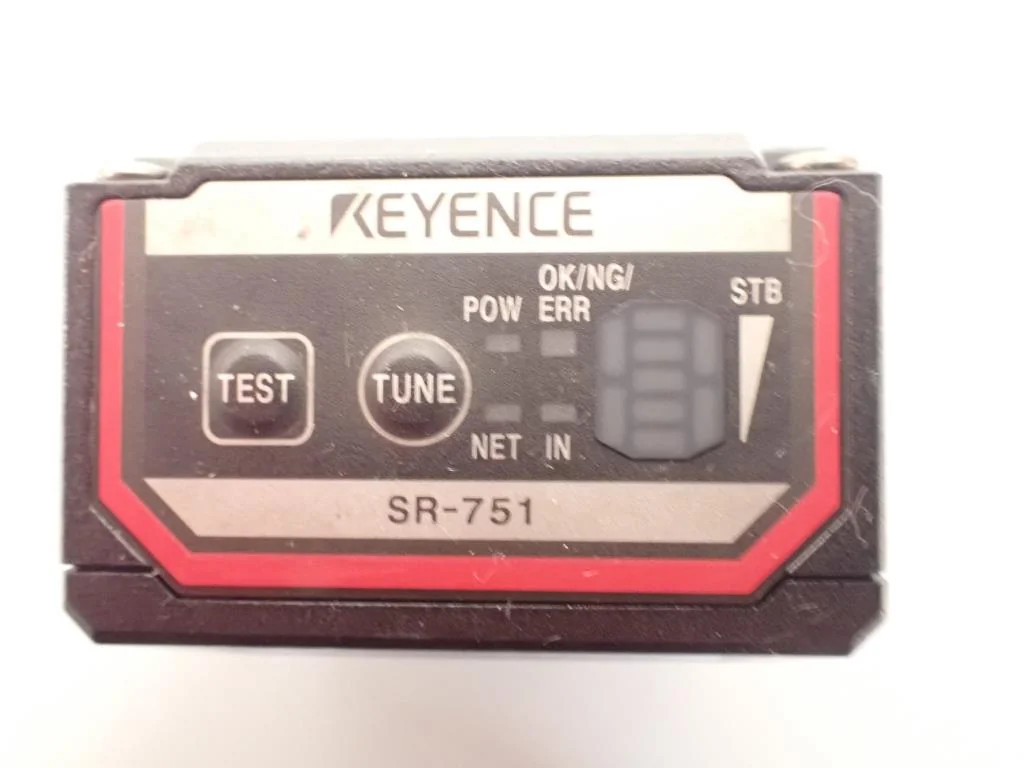 KEYENCE
OK/NG/
POW ERR
STB
TEST
TUNE
NET IN
SR-751